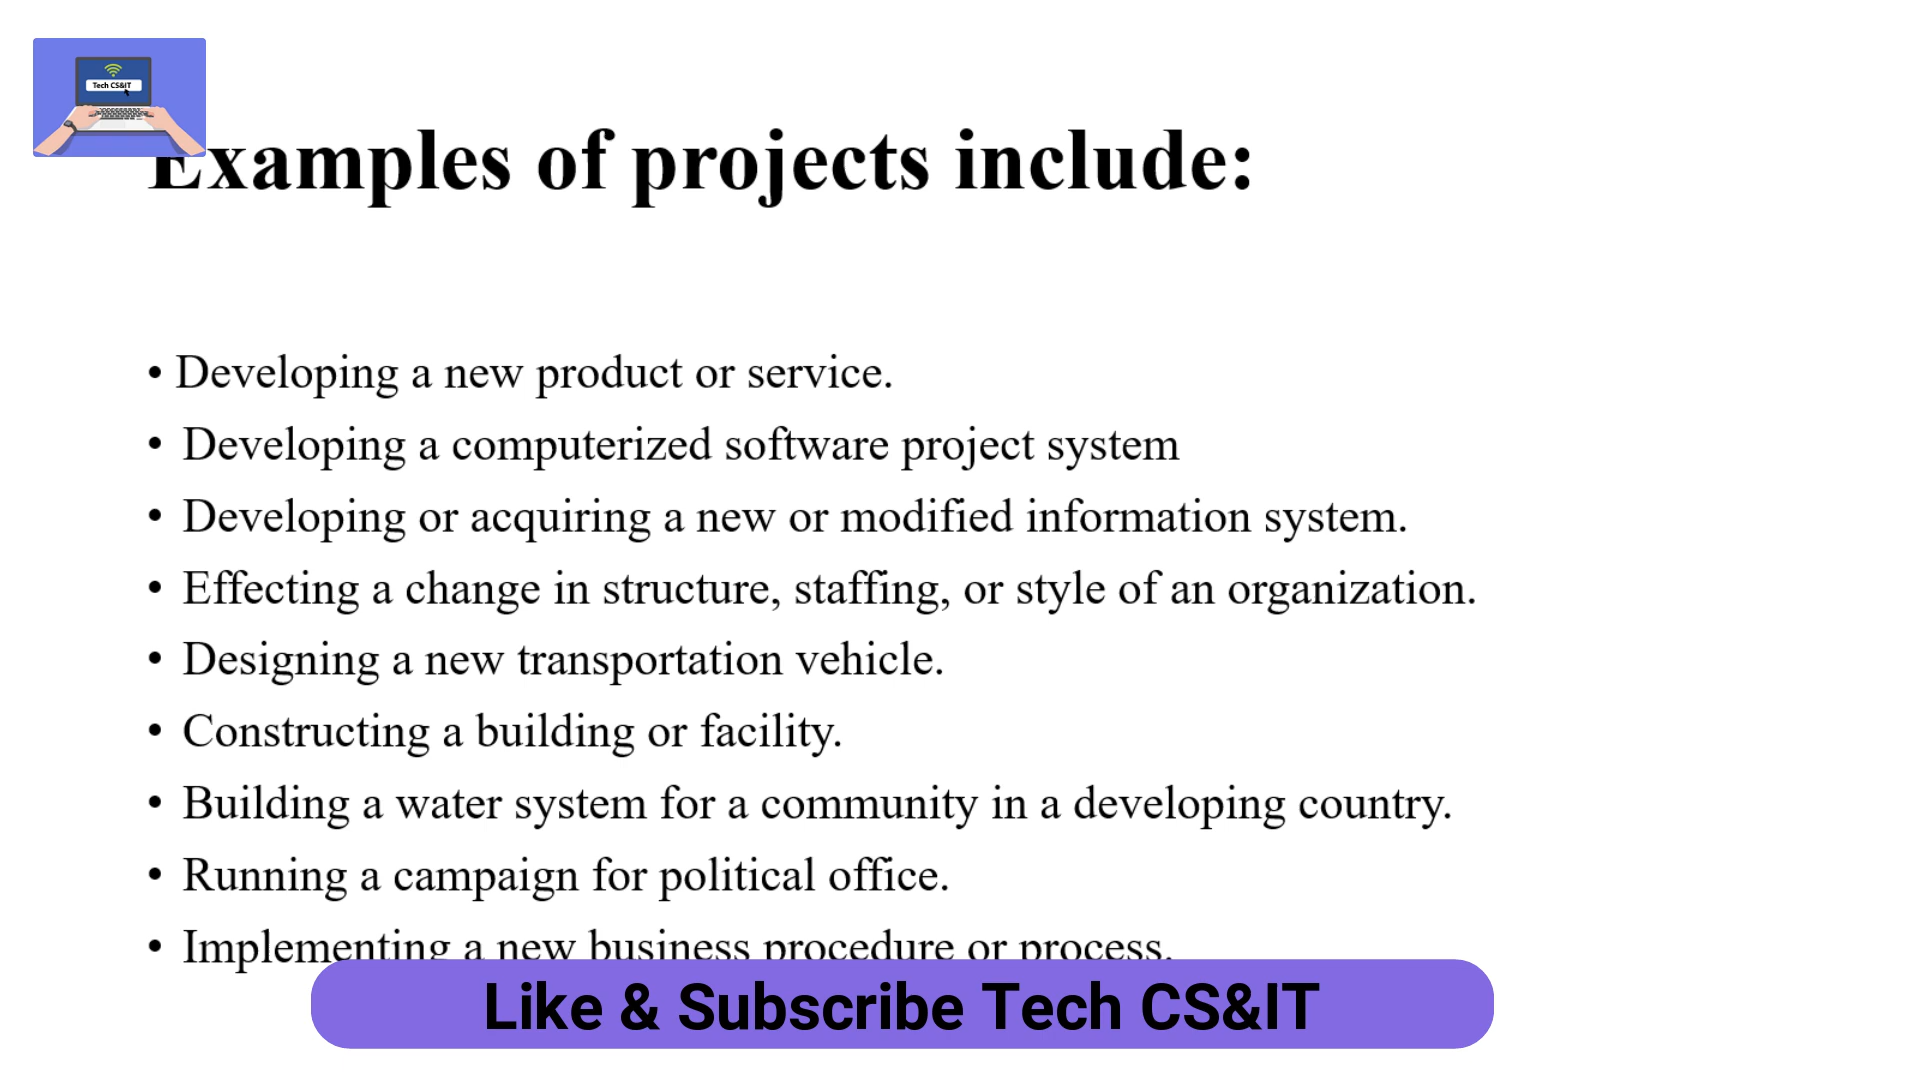 Tech CS&IT
Examples of projects include:
• Developing a new product or service.
• Developing a computerized software project system
• Developing or acquiring a new or modified information system.
• Effecting a change in structure, staffing, or style of an organization.
• Designing a new transportation vehicle.
• Constructing a building or facility.
• Building a water system for a community in a developing country.
• Running a campaign for political office.
• Implementing a new business procedure or process.
Like & Subscribe Tech CS&IT